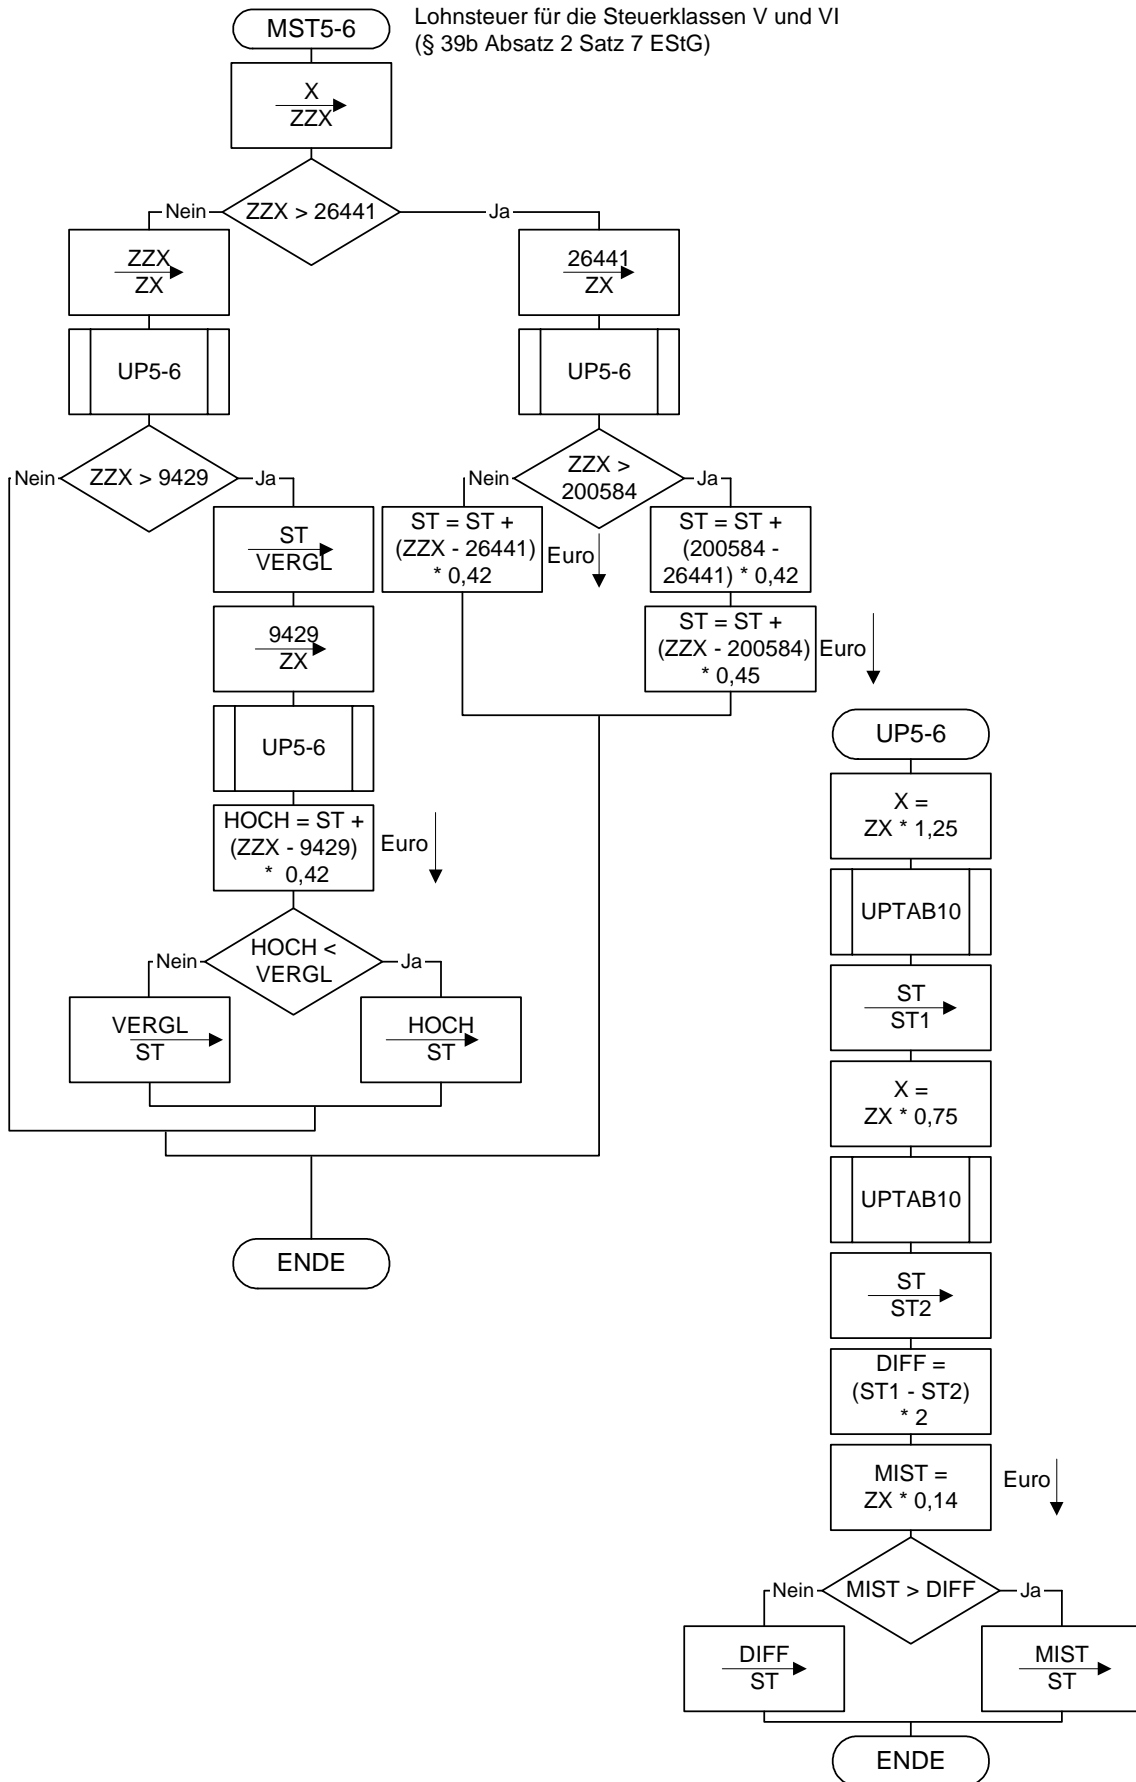 MST5-6
Lohnsteuer für die Steuerklassen V und VI
(§ 39b Absatz 2 Satz 7 EStG)
X
ZZX
ZZX > 26441
Nein
Ja
ZZX
ZX
UP5-6
ZZX > 9429
Nein
Ja
ST
VERGL
9429
ZX
UP5-6
HOCH = ST +
(ZZX - 9429)
* 0,42
Euro
HOCH <
VERGL
Nein
Ja
VERGL
ST
HOCH
ST
26441
ZX
UP5-6
ZZX >
200584
Nein
Ja
ST = ST +
(ZZX - 26441)
* 0,42
Euro
ST = ST +
(200584 -
26441) * 0,42
ST = ST +
(ZZX - 200584)
* 0,45
Euro
ENDE
UP5-6
X =
ZX * 1,25
UPTAB10
ST
ST1
X =
ZX * 0,75
UPTAB10
ST
ST2
DIFF =
(ST1 - ST2)
* 2
MIST =
ZX * 0,14
Euro
MIST > DIFF
Nein
Ja
DIFF
ST
MIST
ST
ENDE